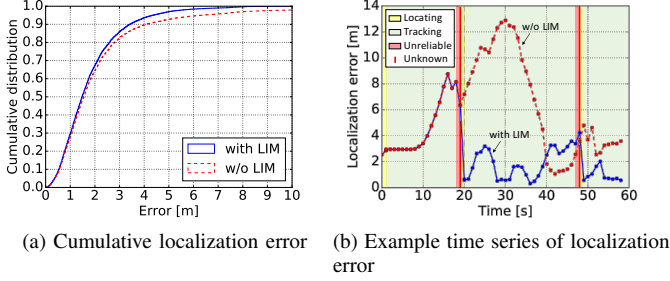 1.0
0.9
0.8
0.7
0.6
0.5
0.4
0.3
0.2
0.1
0.0
Cumulative distribution
with LIM
w/o LIM
0 1 2 3 4 5 6 7 8 9 10
Error [m]
14
12
10
8
6
4
2
0
Localization error [m]
Locating
Tracking
Unreliable
Unknown
w/o LIM
with LIM
0 10 20 30 40 50 60
Time [s]
(a) Cumulative localization error
(b) Example time series of localization
error